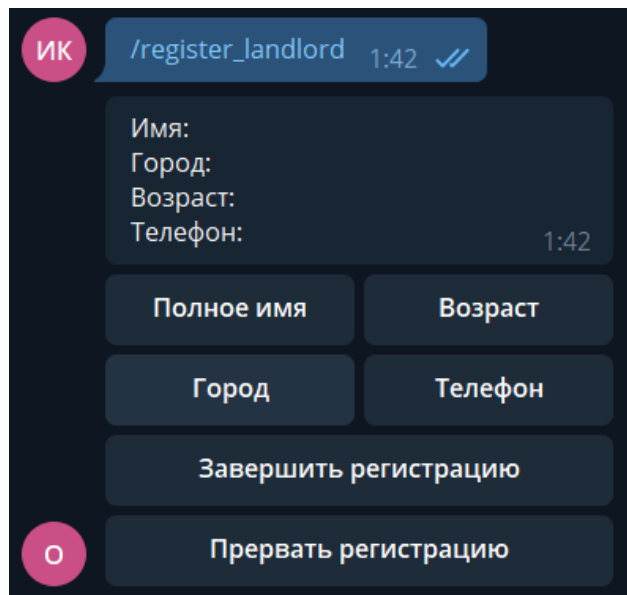 ИК
/register_landlord 1:42
Имя:
Город:
Возраст:
Телефон:
1:42
Полное имя
Возраст
Город
Телефон
Завершить регистрацию
О
Прервать регистрацию